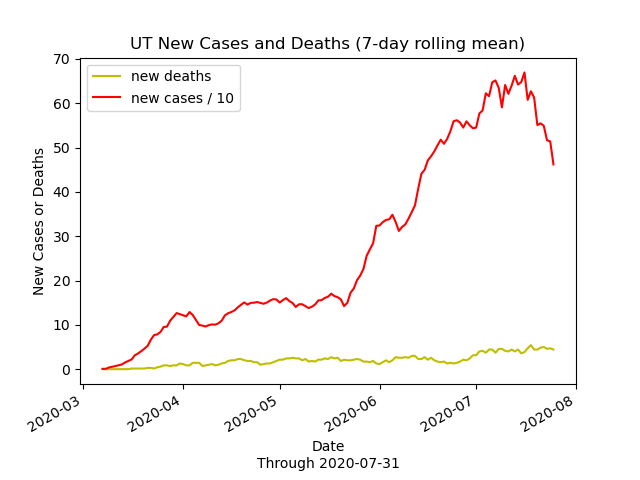 UT New Cases and Deaths (7-day rolling mean)
new deaths
new cases / 10
New Cases or Deaths
70
60
50
40
30
20
10
0
2020-03
2020-04
2020-05
2020-06
2020-07
2020-08
Date
Through 2020-07-31